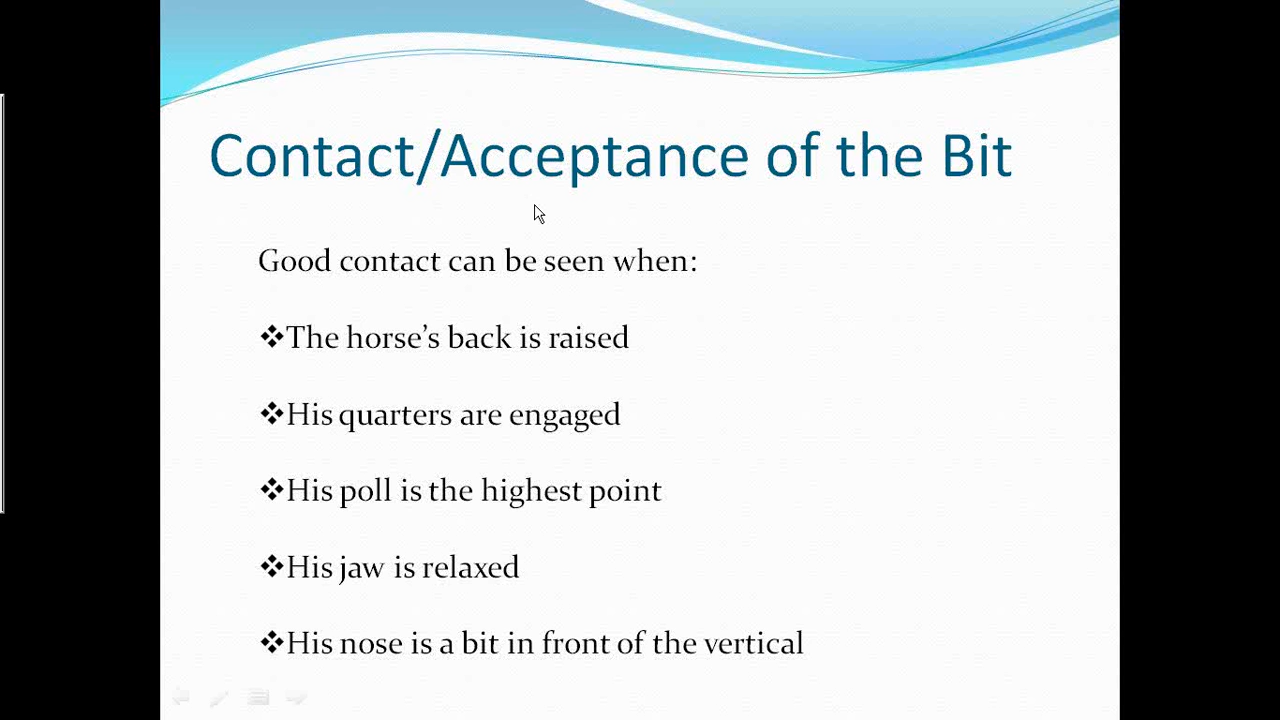 Contact/Acceptance of the Bit
Good contact can be seen when:
❖The horse’s back is raised
❖His quarters are engaged
❖His poll is the highest point
❖His jaw is relaxed
❖His nose is a bit in front of the vertical